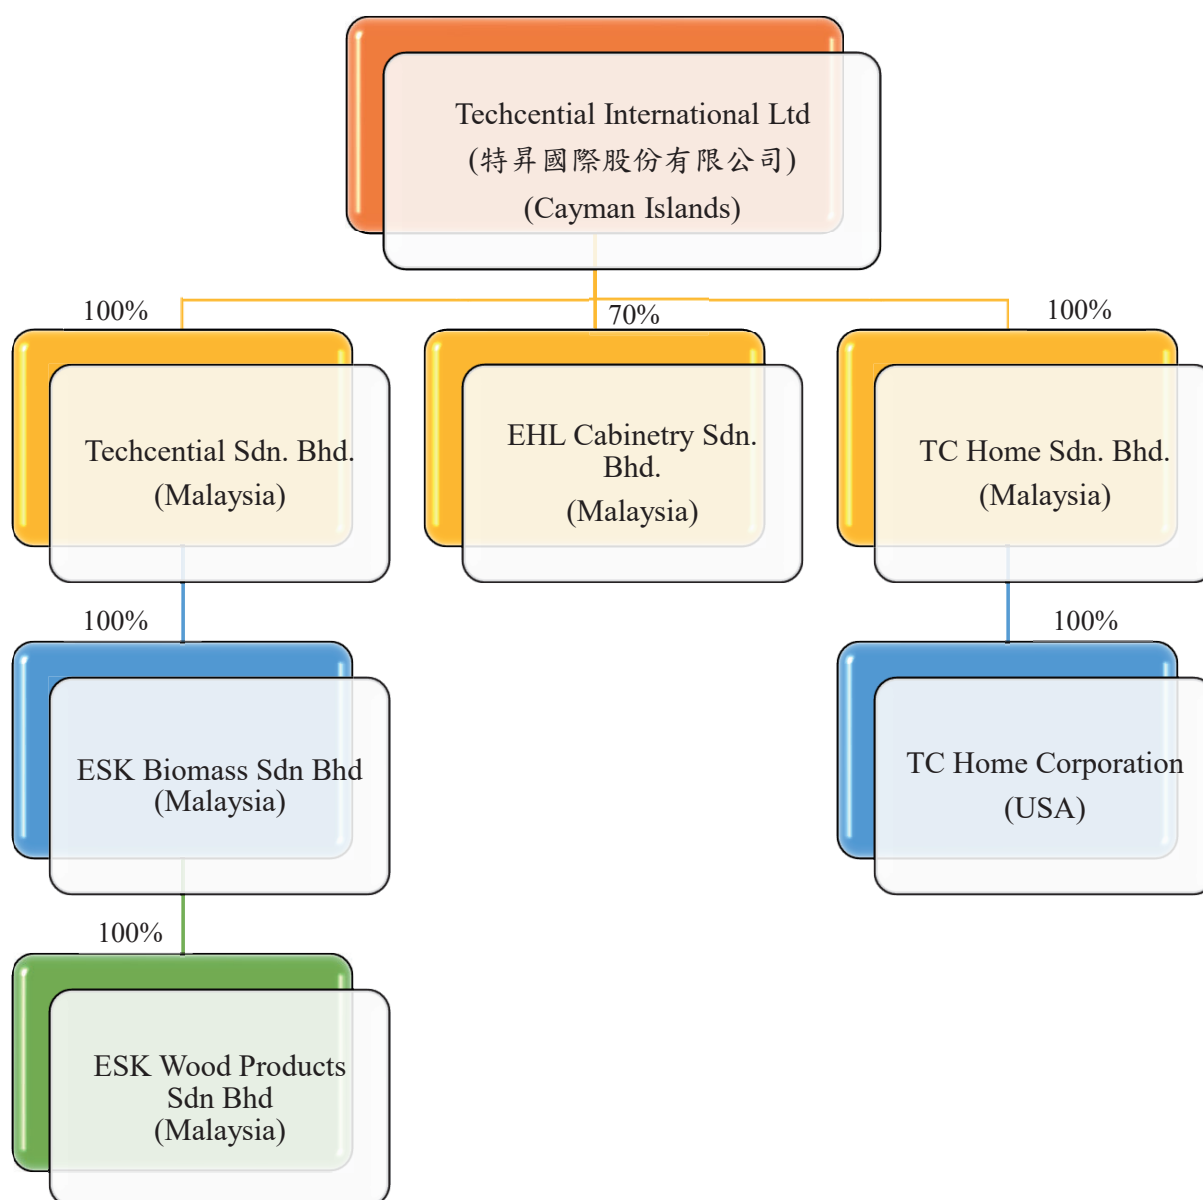 Techcential International Ltd
(特昇國際股份有限公司)
(Cayman Islands)
100%
70%
100%
Techcential Sdn. Bhd.
(Malaysia)
EHL Cabinetry Sdn.
Bhd.
(Malaysia)
TC Home Sdn. Bhd.
(Malaysia)
100%
100%
ESK Biomass Sdn Bhd
(Malaysia)
TC Home Corporation
(USA)
100%
ESK Wood Products
Sdn Bhd
(Malaysia)